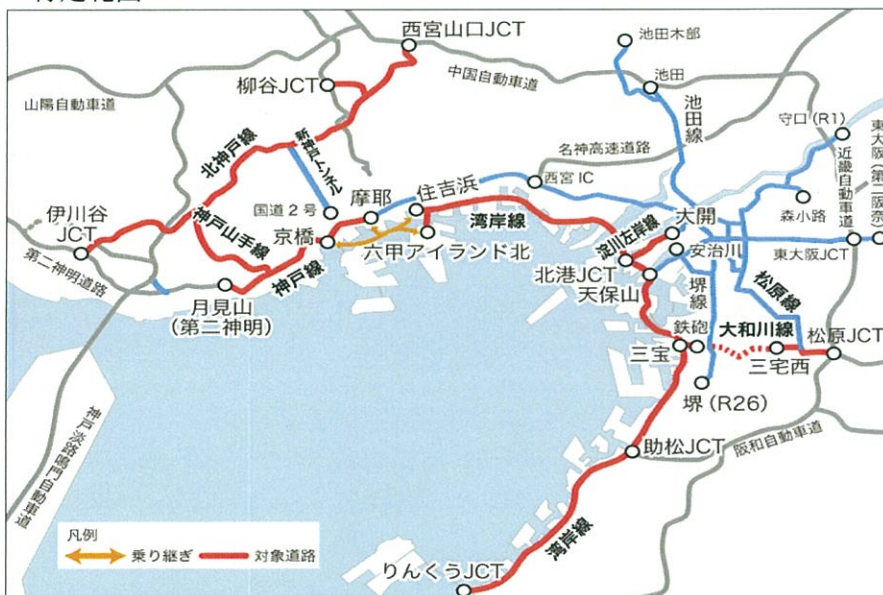 西宮山口JCT
池田木部
柳谷JCT
中国自動車道
池田
山陽自動車道
池田線
守口(R1)
東大阪(第二阪奈)
北神戸線
新神戸トンネル
名神高速道路
近畿自動車道
西宮IC
伊川谷
JCT
国道2号
摩耶
住吉浜
森小路
神戸山手線
京橋
湾岸線
淀川左岸線
大開
六甲アイランド北
安治川
東大阪JCT
第二神明道路
神戸線
北港JCT
天保山
堺線
松原線
月見山
(第二神明)
鉄砲
大和川線
松原JCT
三宝
三宅西
堺(R26)
神戸淡路鳴門自動車道
助松JCT
阪和自動車道
湾岸線
凡例
乗り継ぎ
対象道路
りんくうJCT